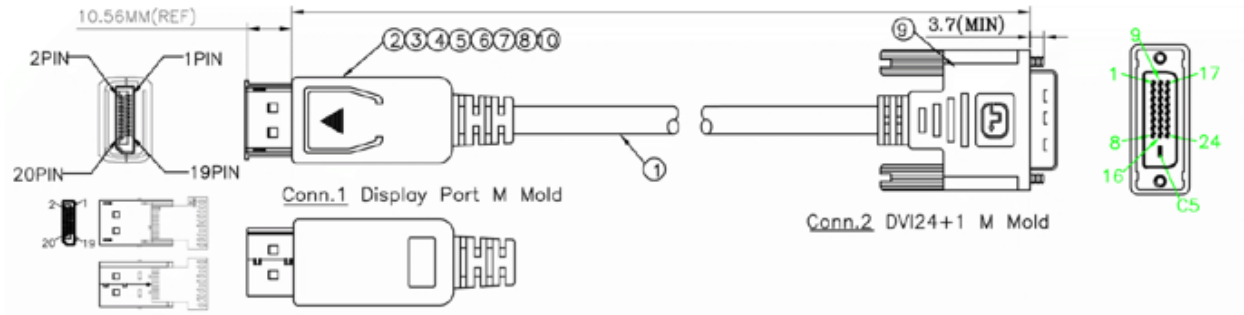 10.56MM(REF)
2PIN
1PIN
②③④⑤⑥⑦⑧⑩
⑨
3.7(MIN)
9
1
17
8
24
16
C5
20PIN
19PIN
①
Conn.1 Display Port M Mold
Conn.2 DVI24+1 M Mold
2
1
20
19